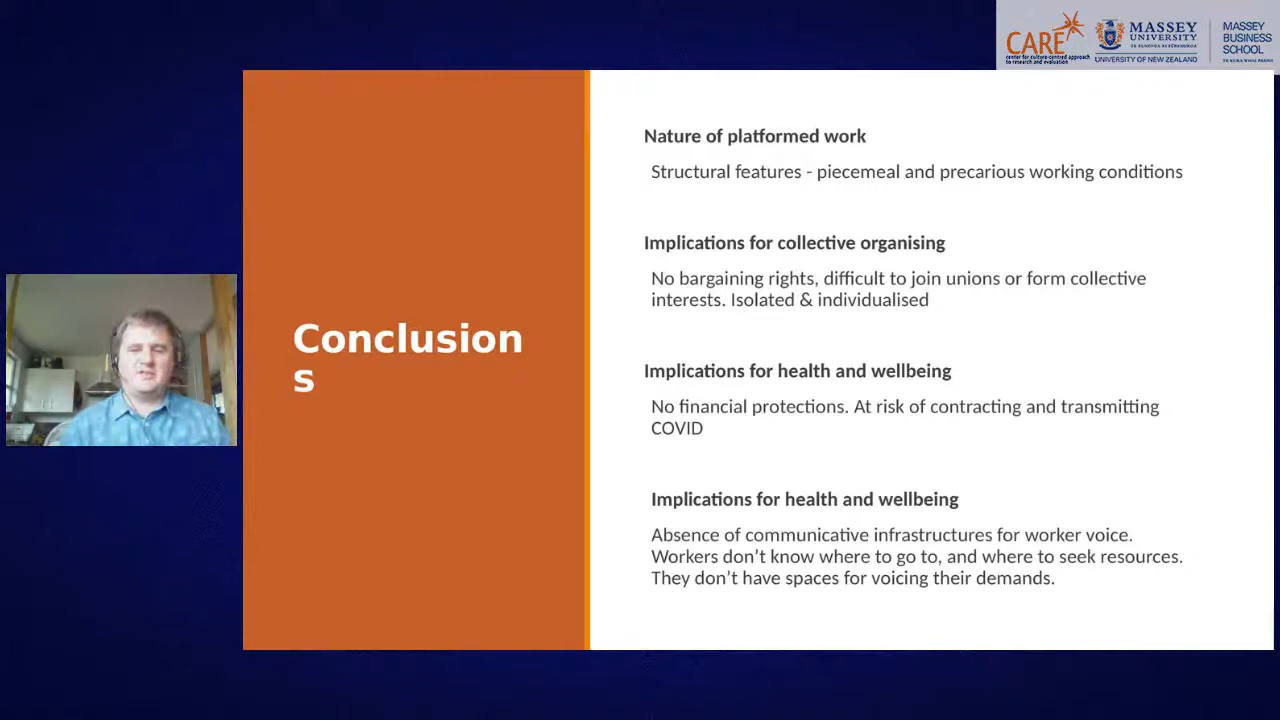 CARE
center for culture-centred approach
to research and evaluation
MASSEY
UNIVERSITY
TE KUNENGA KI PŪREHUROA
UNIVERSITY OF NEW ZEALAND
MASSEY
BUSINESS
SCHOOL
TE KURA WHAI PAKIHI
Conclusion
s
Nature of platformed work
Structural features - piecemeal and precarious working conditions
Implications for collective organising
No bargaining rights, difficult to join unions or form collective
interests. Isolated & individualised
Implications for health and wellbeing
No financial protections. At risk of contracting and transmitting
COVID
Implications for health and wellbeing
Absence of communicative infrastructures for worker voice.
Workers don’t know where to go to, and where to seek resources.
They don’t have spaces for voicing their demands.